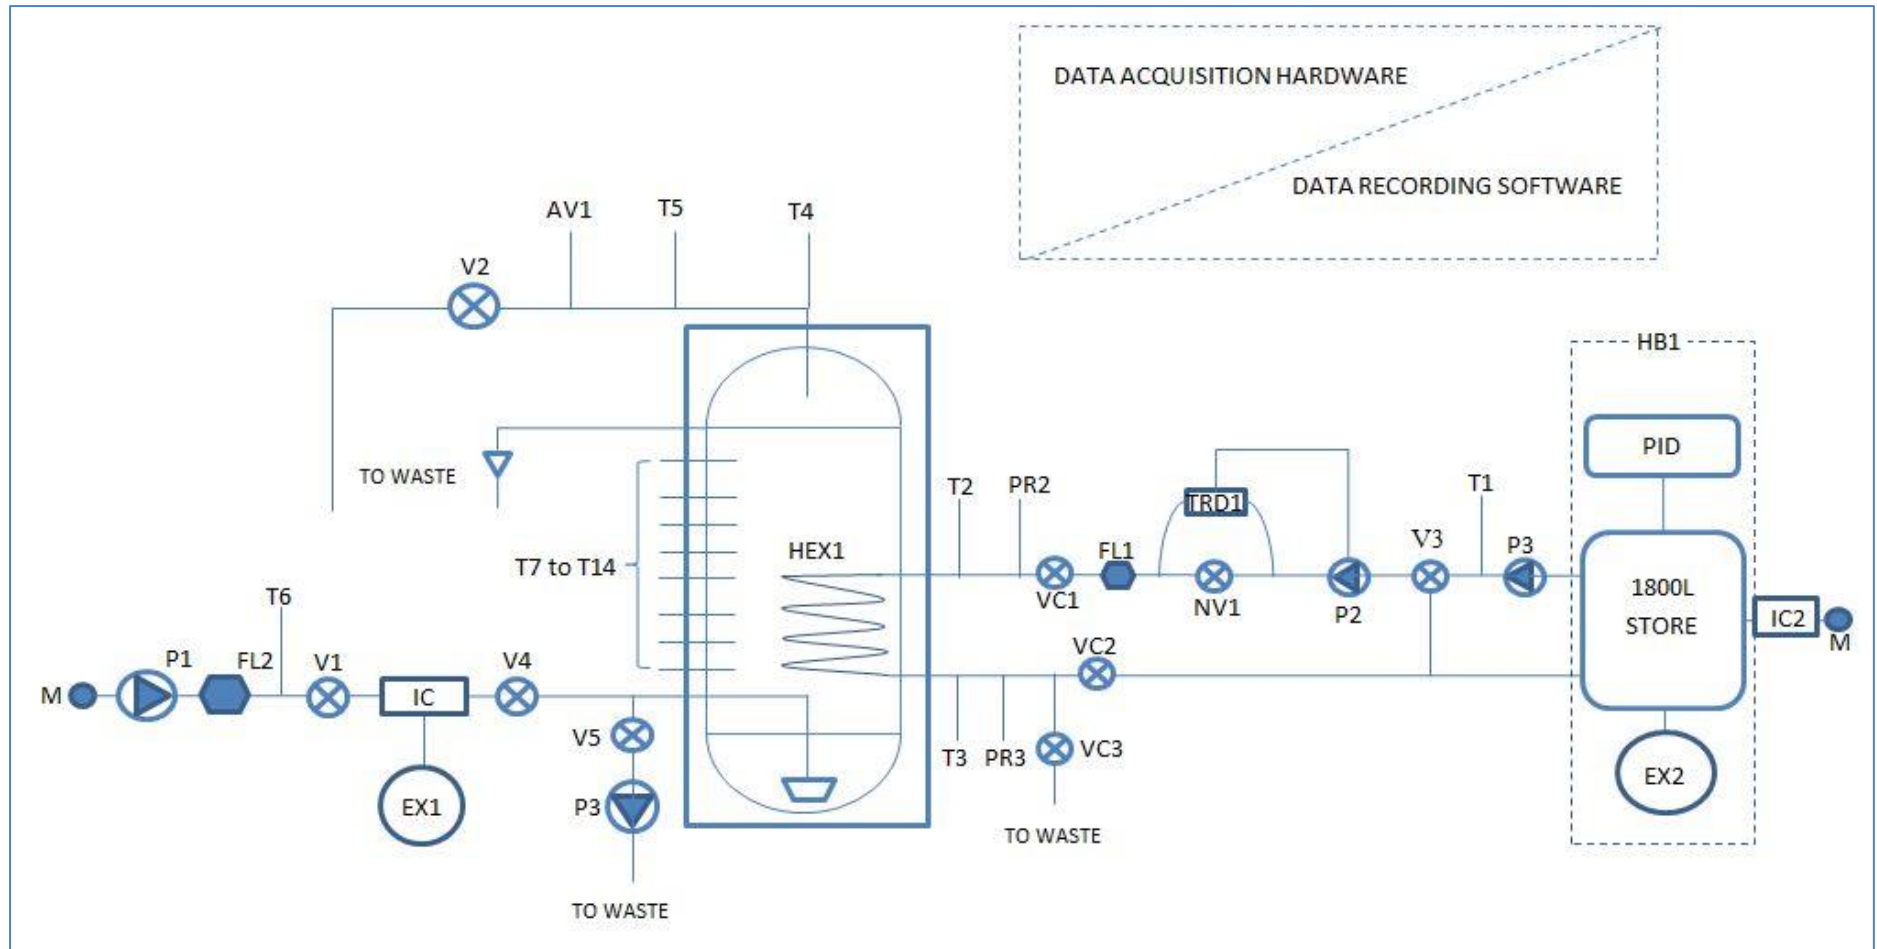 DATA ACQUISITION HARDWARE
DATA RECORDING SOFTWARE
AV1
T5
T4
V2
HB1
PID
TO WASTE
T2
PR2
TRD1
T1
HEX1
FL1
V3
P3
T7 to T14
VC1
NV1
P2
1800L
STORE
IC2
M
T6
P1
FL2
V1
V4
VC2
M
IC
V5
T3
PR3
VC3
EX2
EX1
P3
TO WASTE
TO WASTE